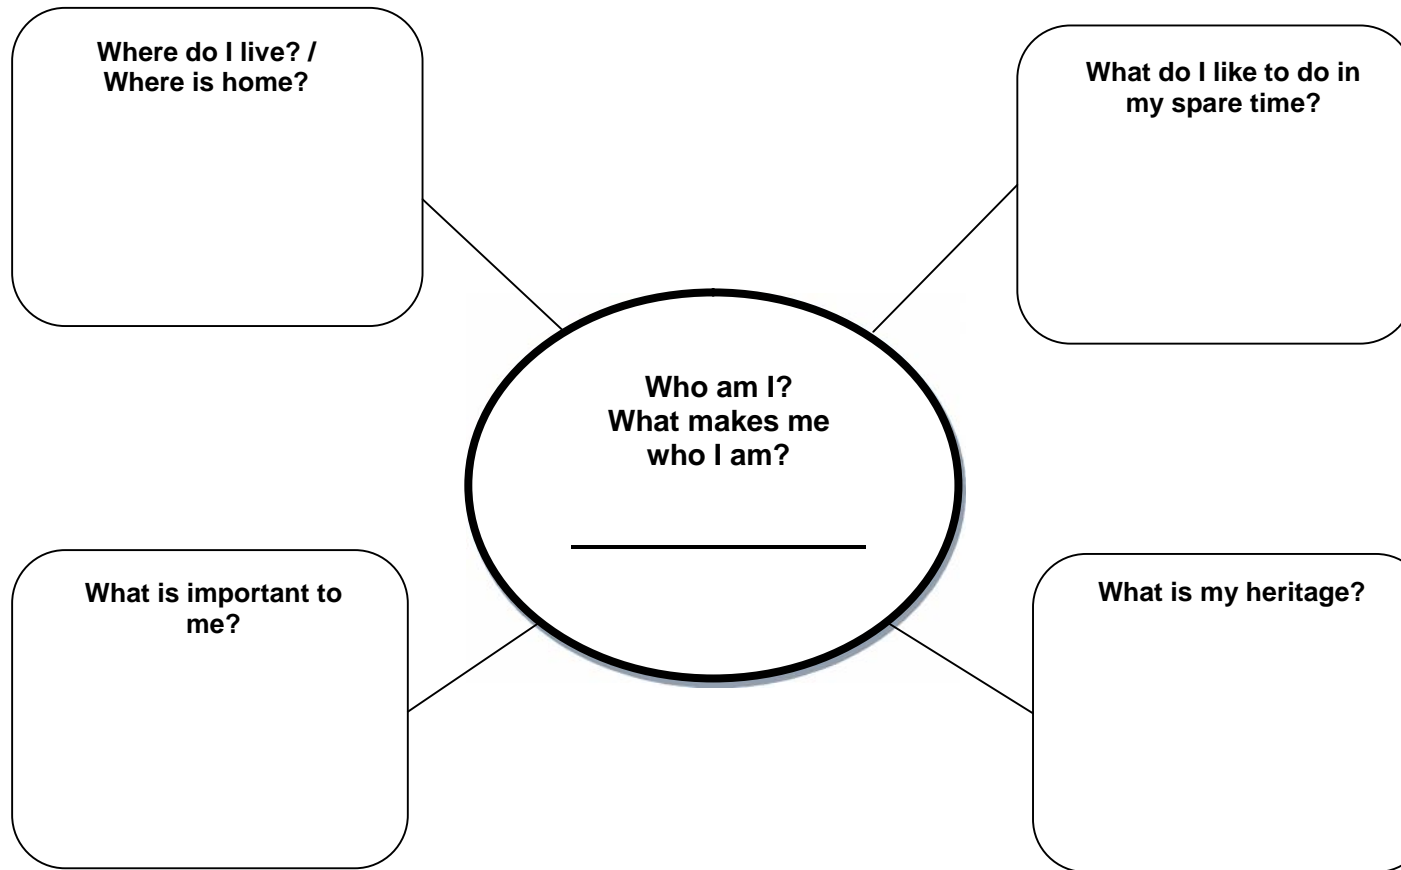 Where do I live? /
Where is home?
What do I like to do in
my spare time?
Who am I?
What makes me
who I am?
What is important to
me?
What is my heritage?